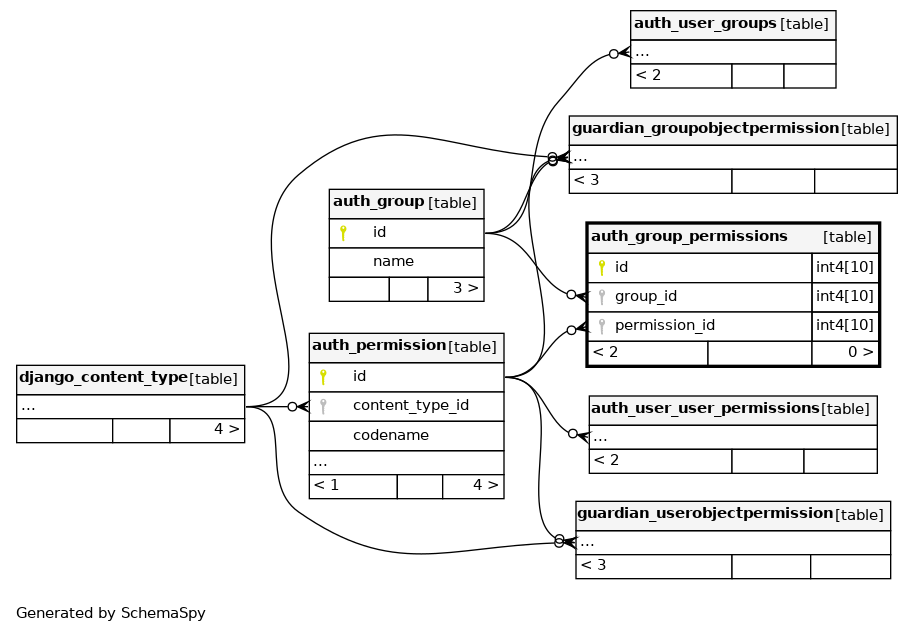 auth_user_groups [table]
...
< 2
guardian_groupobjectpermission [table]
...
< 3
auth_group [table]
id
name
3 >
auth_group_permissions [table]
id int4[10]
group_id int4[10]
permission_id int4[10]
< 2 0 >
auth_permission [table]
id
content_type_id
codename
...
< 1 4 >
django_content_type [table]
...
4 >
auth_user_user_permissions [table]
...
< 2
guardian_userobjectpermission [table]
...
< 3
Generated by SchemaSpy